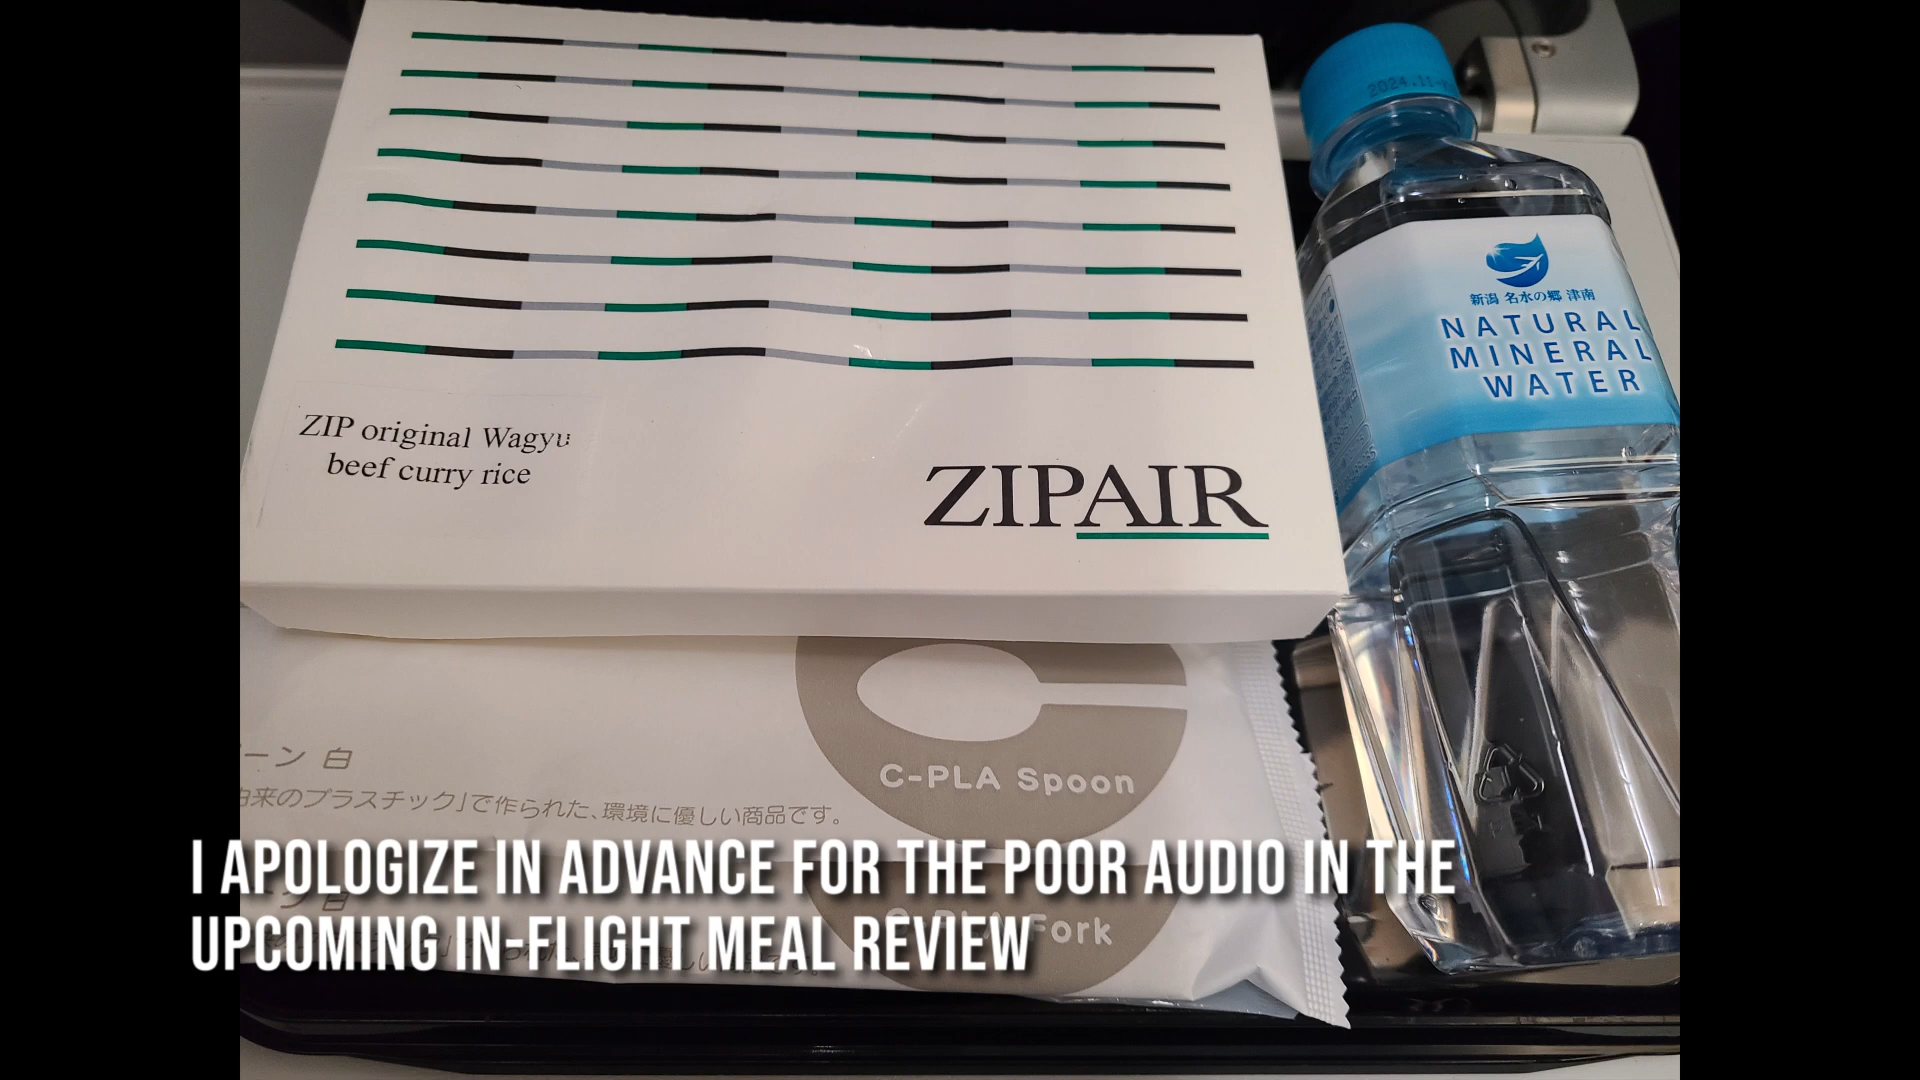 2024.11
新潟 名水の郷 津南
NATURAL
MINERAL
WATER
ZIP original Wagyu
beef curry rice
ZIPAIR
ーン 白
由来のプラスチック」で作られた、環境に優しい商品です。
C-PLA Spoon
I APOLOGIZE IN ADVANCE FOR THE POOR AUDIO IN THE
UPCOMING IN-FLIGHT MEAL REVIEW
C-PLA Fork